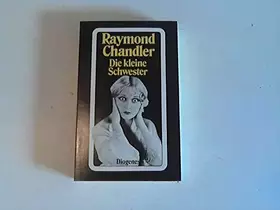 Raymond
Chandler
Die kleine
Schwester
Diogenes